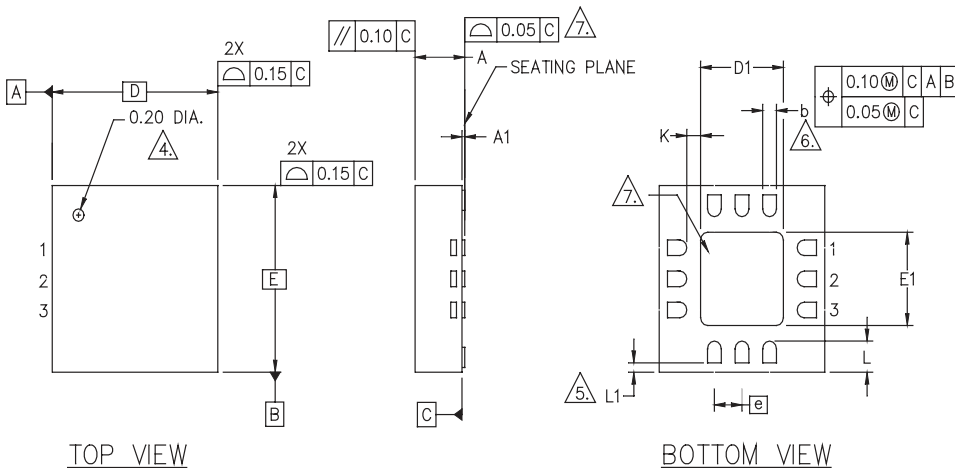 // 0.10 C
⌓ 0.05 C 7.
2X
⌓ 0.15 C
A
D
A
SEATING PLANE
D1
⌖ 0.10 Ⓜ C A B
0.05 Ⓜ C
0.20 DIA.
4.
A1
K
b
6.
2X
⌓ 0.15 C
7.
1
2
3
E
1
2
3
E1
L
5. L1
e
B
C
TOP VIEW
BOTTOM VIEW